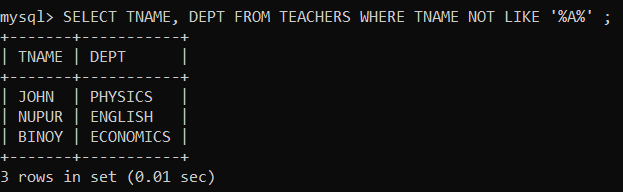 mysql> SELECT TNAME, DEPT FROM TEACHERS WHERE TNAME NOT LIKE '%A%' ;
+-------+-----------+
| TNAME | DEPT      |
+-------+-----------+
| JOHN  | PHYSICS   |
| NUPUR | ENGLISH   |
| BINOY | ECONOMICS |
+-------+-----------+
3 rows in set (0.01 sec)